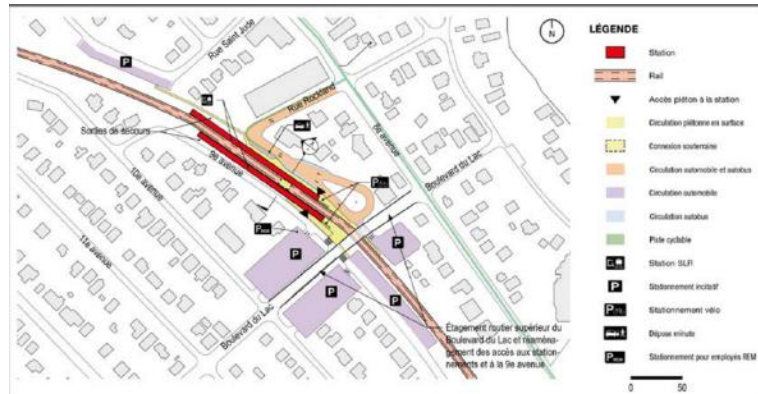 P
Rue Saint Jude
N
Rue Rockland
8e avenue
Sorties de secours
9e avenue
10e avenue
11e avenue
Boulevard du Lac
P
P
P
P
Boulevard du Lac
Étagement routier supérieur du
Boulevard du Lac et réaména-
gement des accès aux station-
nements et à la 9e avenue
LÉGENDE
Station
Rail
Accès piéton à la station
Circulation piétonne en surface
Connexion souterraine
Circulation automobile et autobus
Circulation automobile
Circulation autobus
Piste cyclable
Station SLR
P
Stationnement incitatif
P
Stationnement vélo
Dépose minute
P
Stationnement pour employés REM
0
50